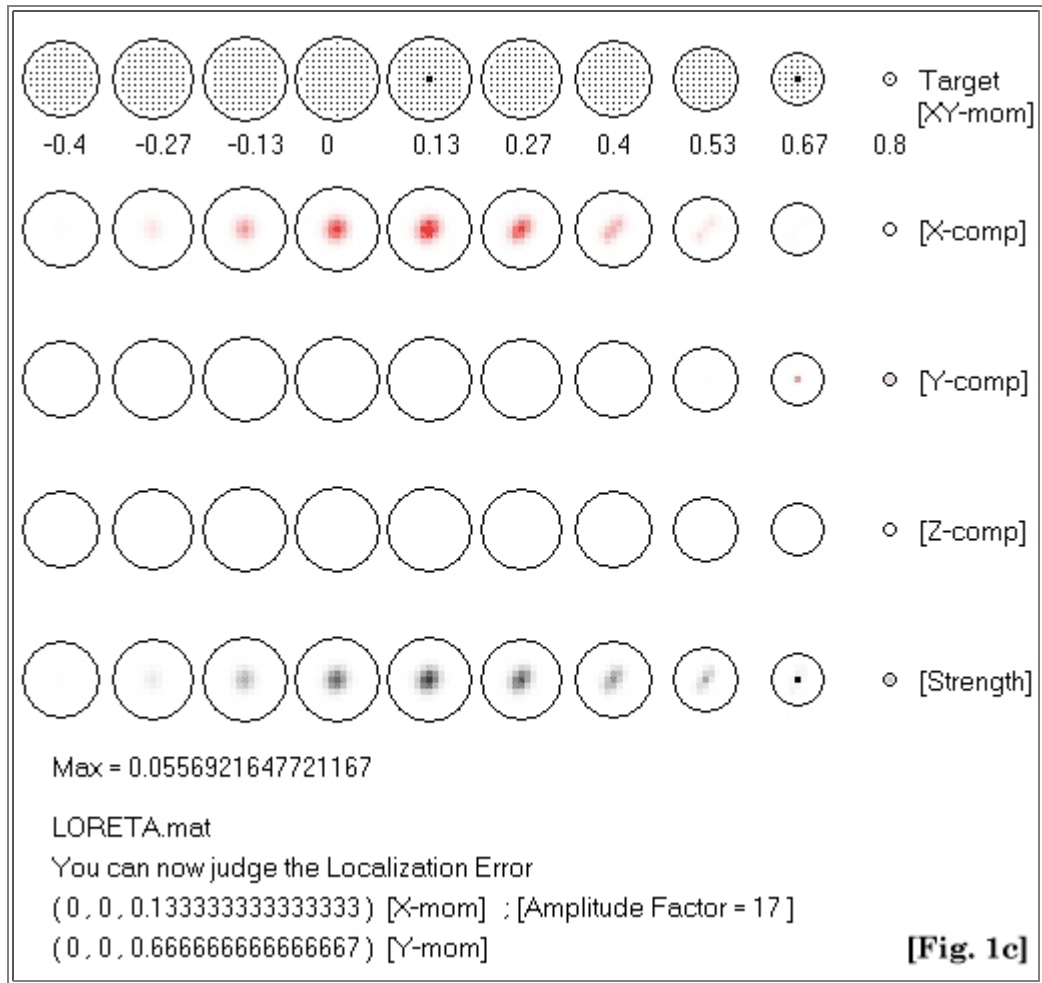 Target
[XY-mom]
-0.4 -0.27 -0.13 0 0.13 0.27 0.4 0.53 0.67 0.8
[X-comp]
[Y-comp]
[Z-comp]
[Strength]
Max = 0.0556921647721167
LORETA.mat
You can now judge the Localization Error
( 0 , 0 , 0.133333333333333 ) [X-mom] ; [Amplitude Factor = 17 ]
( 0 , 0 , 0.666666666666667 ) [Y-mom]
[Fig. 1c]